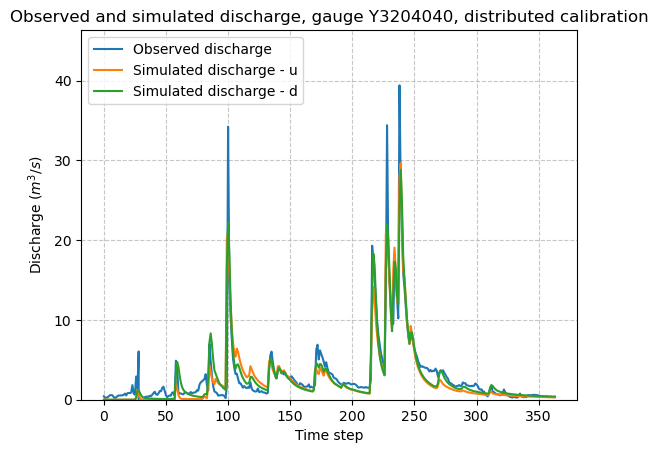 Observed and simulated discharge, gauge Y3204040, distributed calibration
Observed discharge
Simulated discharge - u
Simulated discharge - d
Discharge (m³/s)
40
30
20
10
0
0 50 100 150 200 250 300 350
Time step